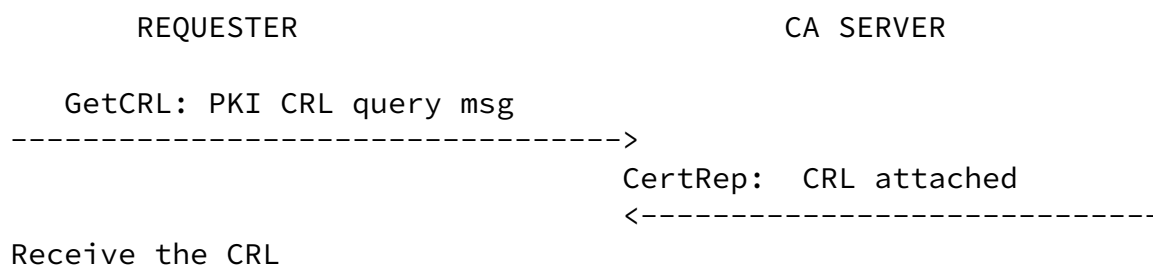 REQUESTER                           CA SERVER
GetCRL: PKI CRL query msg
---------------------------------->
CertRep:  CRL attached
<-----------------------------
Receive the CRL